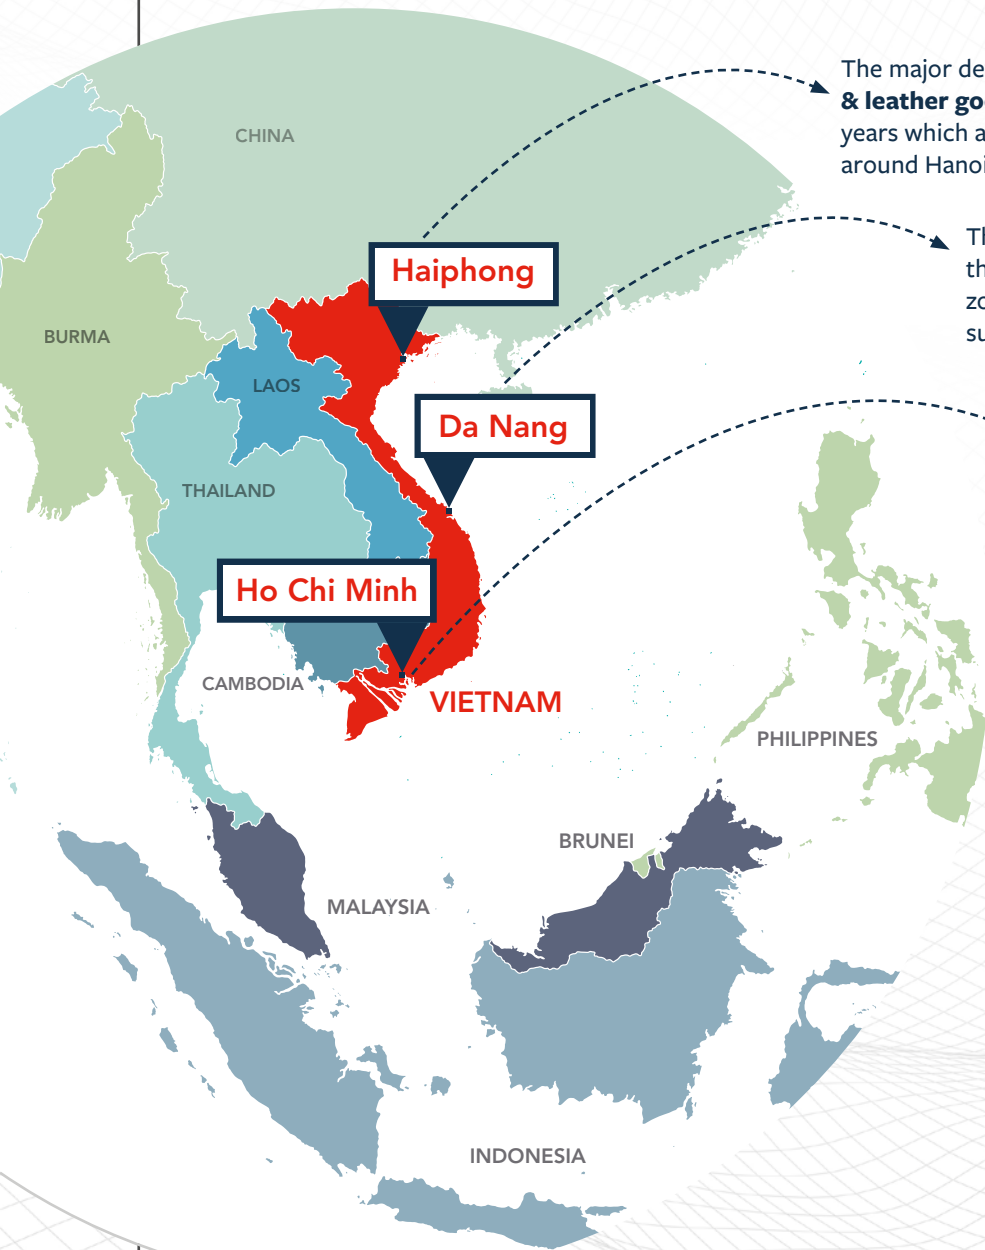 The major de
& leather go
years which a
around Hanoi
CHINA
Th
th
zo
su
Haiphong
BURMA
LAOS
Da Nang
THAILAND
Ho Chi Minh
CAMBODIA
VIETNAM
PHILIPPINES
BRUNEI
MALAYSIA
INDONESIA